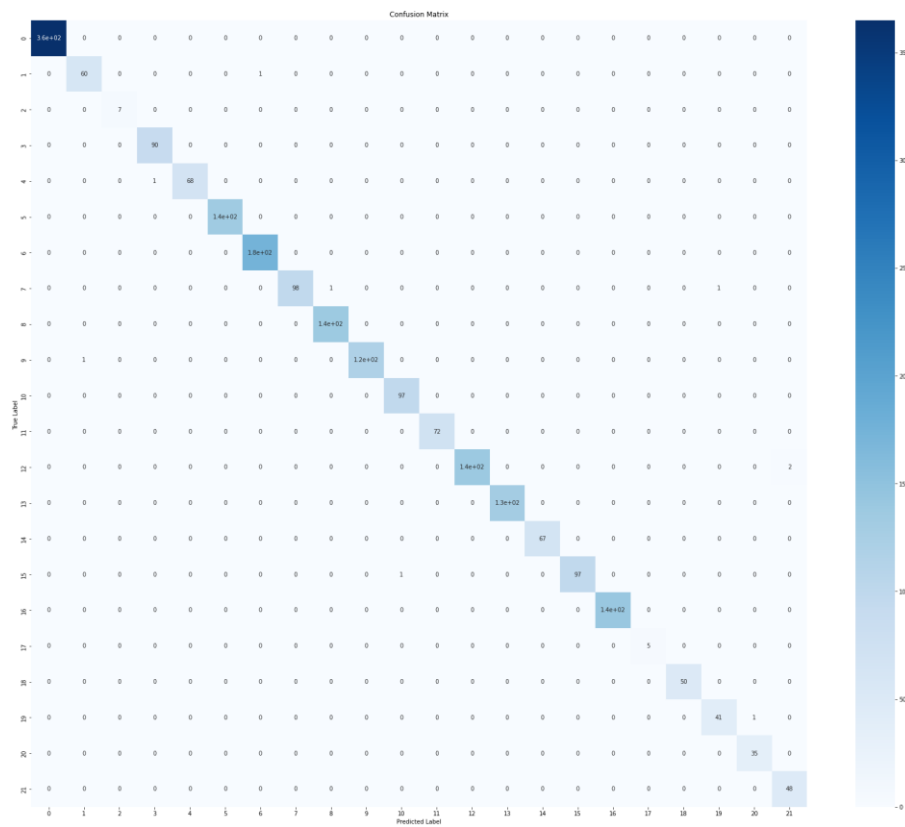 Confusion Matrix
0 3.6e+02 0 0 0 0 0 0 0 0 0 0 0 0 0 0 0 0 0 0 0 0 0
1 0 60 0 0 0 0 1 0 0 0 0 0 0 0 0 0 0 0 0 0 0 0
2 0 0 7 0 0 0 0 0 0 0 0 0 0 0 0 0 0 0 0 0 0 0
3 0 0 0 90 0 0 0 0 0 0 0 0 0 0 0 0 0 0 0 0 0 0
4 0 0 0 1 68 0 0 0 0 0 0 0 0 0 0 0 0 0 0 0 0 0
5 0 0 0 0 0 1.4e+02 0 0 0 0 0 0 0 0 0 0 0 0 0 0 0 0
6 0 0 0 0 0 0 1.8e+02 0 0 0 0 0 0 0 0 0 0 0 0 0 0 0
7 0 0 0 0 0 0 0 98 1 0 0 0 0 0 0 0 0 0 0 1 0 0
8 0 0 0 0 0 0 0 0 1.4e+02 0 0 0 0 0 0 0 0 0 0 0 0 0
9 0 1 0 0 0 0 0 0 0 1.2e+02 0 0 0 0 0 0 0 0 0 0 0 0
10 0 0 0 0 0 0 0 0 0 0 97 0 0 0 0 0 0 0 0 0 0 0
True Label
11 0 0 0 0 0 0 0 0 0 0 0 72 0 0 0 0 0 0 0 0 0 0
12 0 0 0 0 0 0 0 0 0 0 0 0 1.4e+02 0 0 0 0 0 0 0 0 2
13 0 0 0 0 0 0 0 0 0 0 0 0 0 1.3e+02 0 0 0 0 0 0 0 0
14 0 0 0 0 0 0 0 0 0 0 0 0 0 0 67 0 0 0 0 0 0 0
15 0 0 0 0 0 0 0 0 0 0 1 0 0 0 0 97 0 0 0 0 0 0
16 0 0 0 0 0 0 0 0 0 0 0 0 0 0 0 0 1.4e+02 0 0 0 0 0
17 0 0 0 0 0 0 0 0 0 0 0 0 0 0 0 0 0 5 0 0 0 0
18 0 0 0 0 0 0 0 0 0 0 0 0 0 0 0 0 0 0 50 0 0 0
19 0 0 0 0 0 0 0 0 0 0 0 0 0 0 0 0 0 0 0 41 1 0
20 0 0 0 0 0 0 0 0 0 0 0 0 0 0 0 0 0 0 0 0 35 0
21 0 0 0 0 0 0 0 0 0 0 0 0 0 0 0 0 0 0 0 0 0 48
0 1 2 3 4 5 6 7 8 9 10 11 12 13 14 15 16 17 18 19 20 21
Predicted Label
50
0